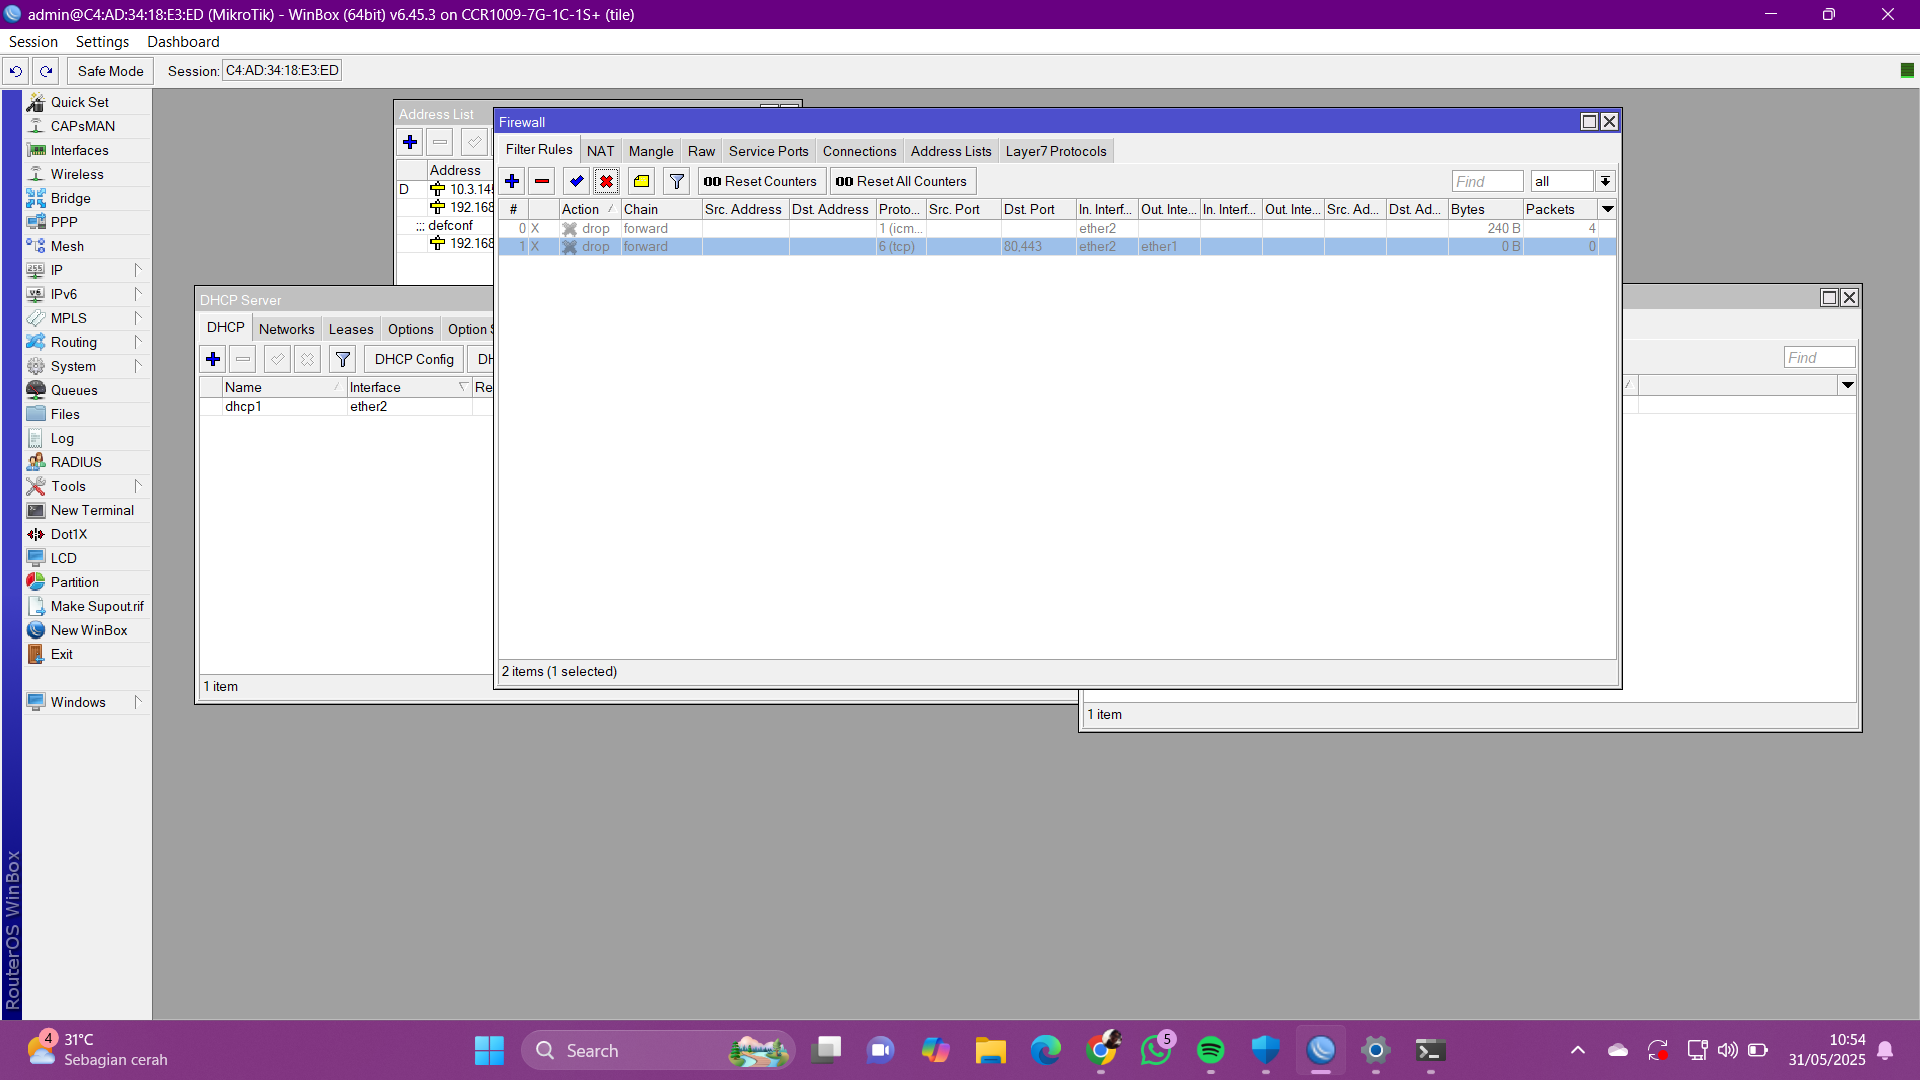 admin@C4:AD:34:18:E3:ED (MikroTik) - WinBox (64bit) v6.45.3 on CCR1009-7G-1C-1S+ (tile)
Session Settings Dashboard
Safe Mode Session: C4:AD:34:18:E3:ED
Quick Set
CAPsMAN
Interfaces
Wireless
Bridge
PPP
Mesh
IP
IPv6
MPLS
Routing
System
Queues
Files
Log
RADIUS
Tools
New Terminal
Dot1X
LCD
Partition
Make Supout.rif
New WinBox
Exit
Windows
RouterOS WinBox
Address List
Address
D 10.3.14
192.168
;;; defconf
192.168
Firewall
Filter Rules NAT Mangle Raw Service Ports Connections Address Lists Layer7 Protocols
00 Reset Counters 00 Reset All Counters Find all
# Action Chain Src. Address Dst. Address Proto... Src. Port Dst. Port In. Interf... Out. Inte... In. Interf... Out. Inte... Src. Ad... Dst. Ad... Bytes Packets
0 X drop forward 1 (icm... ether2 240 B 4
1 X drop forward 6 (tcp) 80,443 ether2 ether1 0 B 0
2 items (1 selected)
DHCP Server
DHCP Networks Leases Options Option S
DHCP Config DH
Name Interface Re
dhcp1 ether2
1 item
Find
1 item
4
31°C
Sebagian cerah
Search
5
10:54
31/05/2025